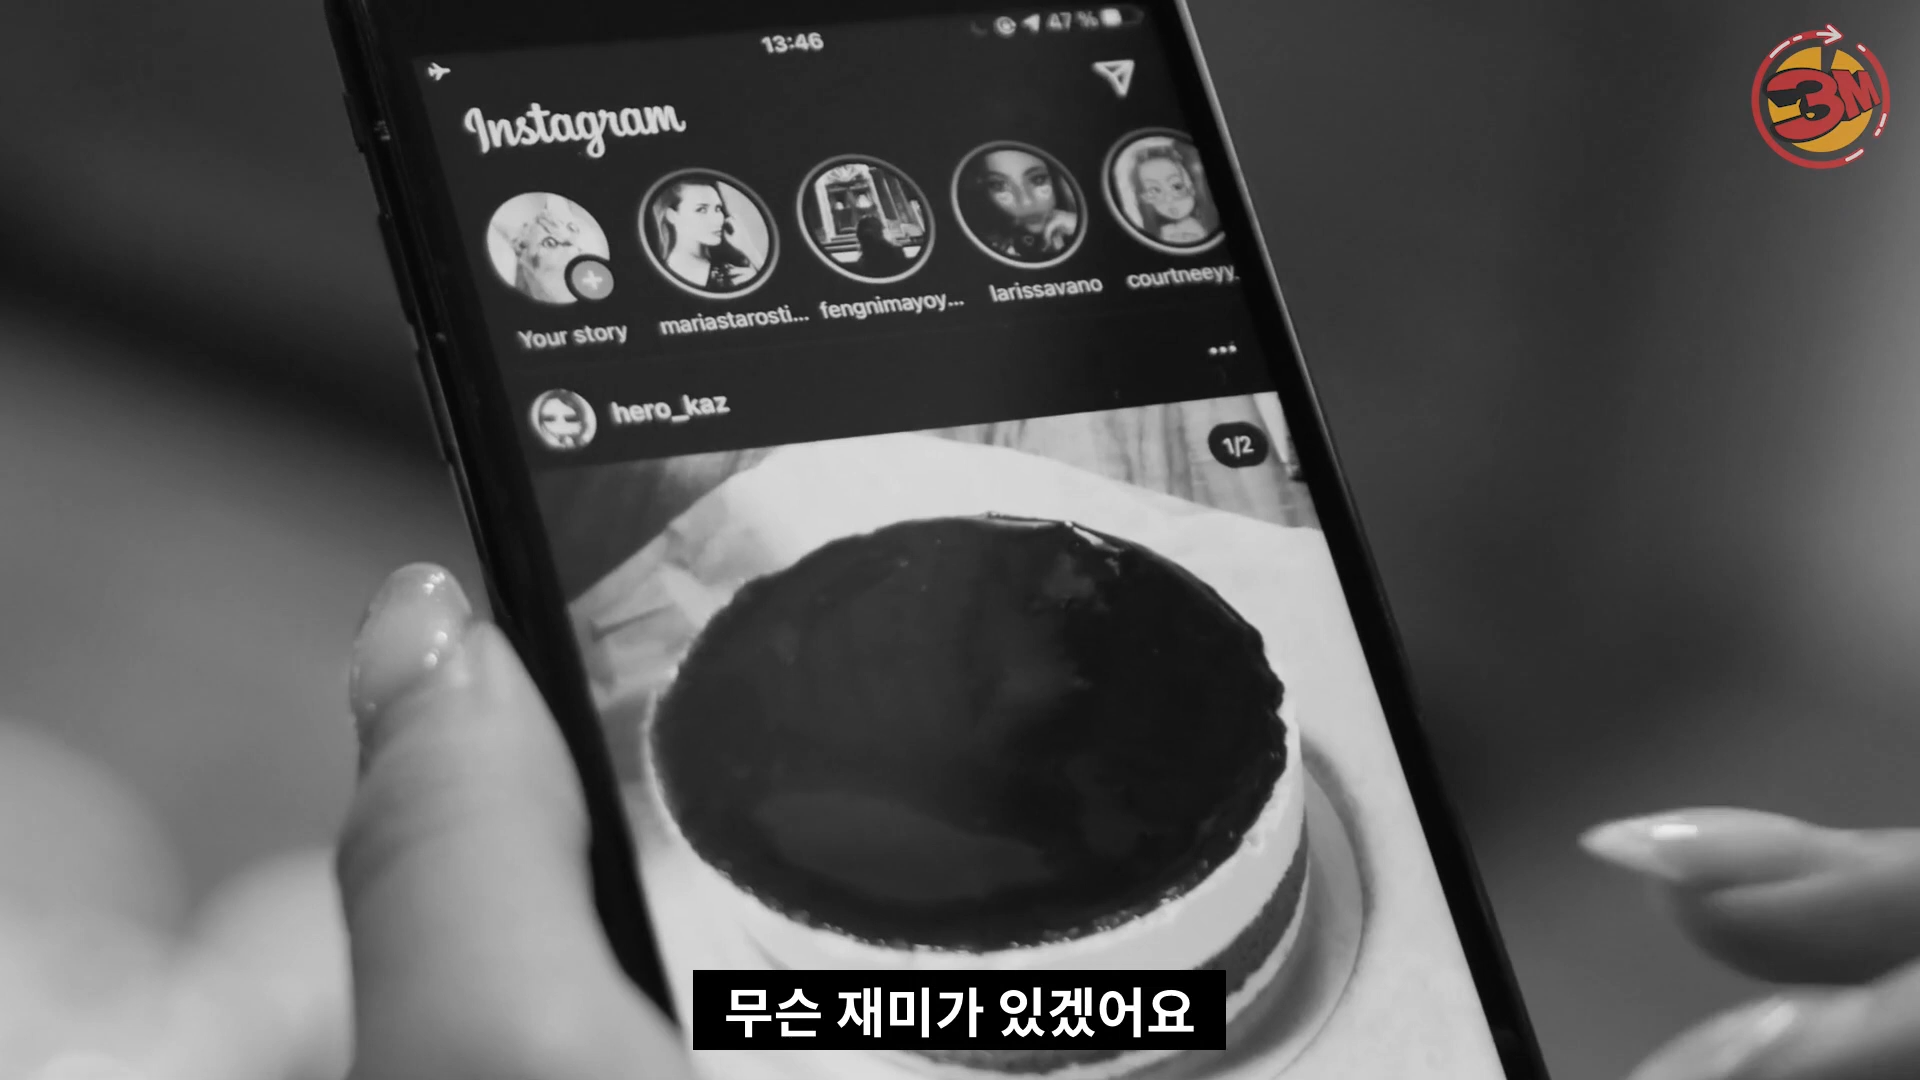 13:46
47 %
Instagram
Your story
mariastarosti...
fengnimayoy...
larissavano
courtneeyy.
hero_kaz
1/2
3M
무슨 재미가 있겠어요